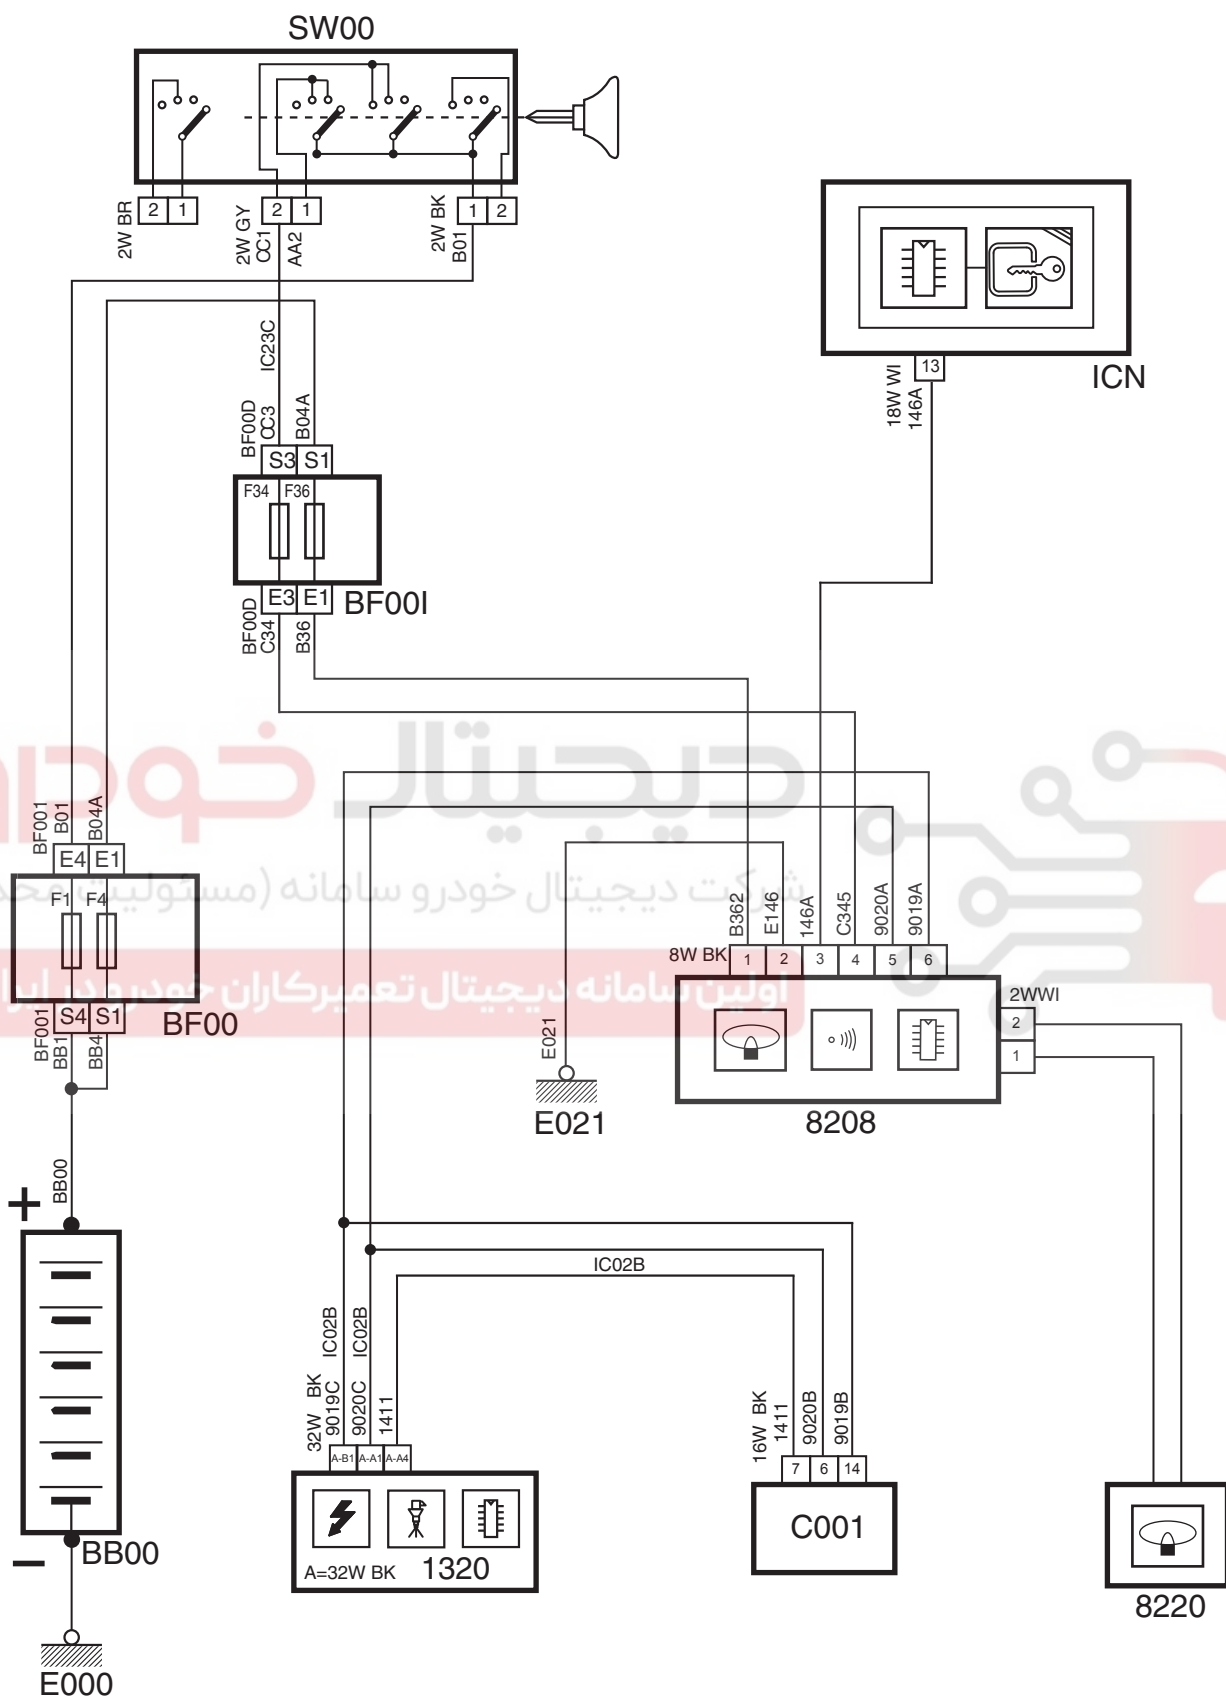 SW00
2W BR
2
1
2W GY
CC1
2
1
AA2
2W BK
B01
1
2
IC23C
BF00D
CC3
B04A
S3
S1
F34
F36
E3
E1
BF00I
BF00D
C34
B36
13
ICN
18W WI
146A
دیجیتال خودرو
BF001
B01
B04A
E4
E1
شرکت دیجیتال خودرو سامانه (مسئولیت
F1
F4
B362
E146
146A
C345
9020A
9019A
8W BK
1
2
3
4
5
6
اولین سامانه دیجیتال تعمیرکاران خودرو در ایران
S4
S1
BF00
BF001
BB1
BB4
2WWI
2
1
E021
E021
8208
BB00
+
IC02B
IC02B
IC02B
32W BK
9019C
9020C
1411
A-B1
A-A1
A-A4
16W BK
1411
9020B
9019B
7
6
14
C001
A=32W BK
1320
–
BB00
8220
E000